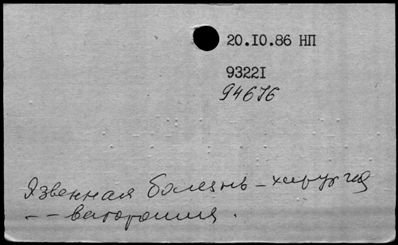 20.10.86 НП
93221
94676
Язвенная болезнь – хирургия
– – ваготомия.